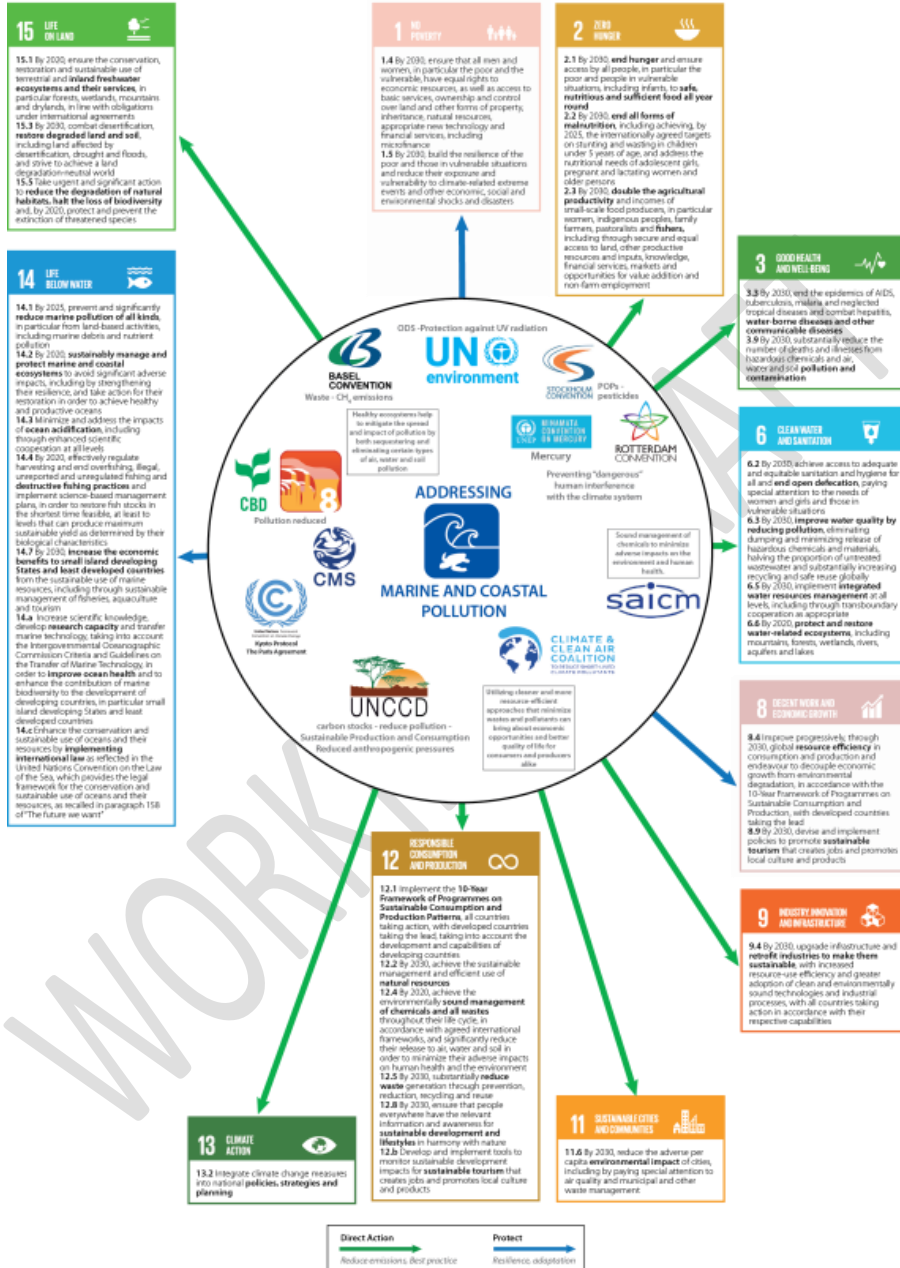 15 LIFE
ON LAND
15.1 By 2020, ensure the conservation,
restoration and sustainable use of
terrestrial and inland freshwater
ecosystems and their services, in
particular forests, wetlands, mountains
and drylands, in line with obligations
under international agreements
15.3 By 2030, combat desertification,
restore degraded land and soil,
including land affected by
desertification, drought and floods,
and strive to achieve a land
degradation-neutral world
15.5 Take urgent and significant action
to reduce the degradation of natural
habitats, halt the loss of biodiversity
and, by 2020, protect and prevent the
extinction of threatened species
1 NO
POVERTY
1.4 By 2030, ensure that all men and
women, in particular the poor and the
vulnerable, have equal rights to
economic resources, as well as access to
basic services, ownership and control
over land and other forms of property,
inheritance, natural resources,
appropriate new technology and
financial services, including
microfinance
1.5 By 2030, build the resilience of the
poor and those in vulnerable situations
and reduce their exposure and
vulnerability to climate-related extreme
events and other economic, social and
environmental shocks and disasters
2 ZERO
HUNGER
2.1 By 2030, end hunger and ensure
access by all people, in particular the
poor and people in vulnerable
situations, including infants, to safe,
nutritious and sufficient food all year
round
2.2 By 2030, end all forms of
malnutrition, including achieving, by
2025, the internationally agreed targets
on stunting and wasting in children
under 5 years of age, and address the
nutritional needs of adolescent girls,
pregnant and lactating women and
older persons
2.3 By 2030, double the agricultural
productivity and incomes of
small-scale food producers, in particular
women, indigenous peoples, family
farmers, pastoralists and fishers,
including through secure and equal
access to land, other productive
resources and inputs, knowledge,
financial services, markets and
opportunities for value addition and
non-farm employment
3 GOOD HEALTH
AND WELL-BEING
3.3 By 2030, end the epidemics of AIDS,
tuberculosis, malaria and neglected
tropical diseases and combat hepatitis,
water-borne diseases and other
communicable diseases
3.9 By 2030, substantially reduce the
number of deaths and illnesses from
hazardous chemicals and air,
water and soil pollution and
contamination
14 LIFE
BELOW WATER
14.1 By 2025, prevent and significantly
reduce marine pollution of all kinds,
in particular from land-based activities,
including marine debris and nutrient
pollution
14.2 By 2020, sustainably manage and
protect marine and coastal
ecosystems to avoid significant adverse
impacts, including by strengthening
their resilience, and take action for their
restoration in order to achieve healthy
and productive oceans
14.3 Minimize and address the impacts
of ocean acidification, including
through enhanced scientific
cooperation at all levels
14.4 By 2020, effectively regulate
harvesting and end overfishing, illegal,
unreported and unregulated fishing and
destructive fishing practices and
implement science-based management
plans, in order to restore fish stocks in
the shortest time feasible, at least to
levels that can produce maximum
sustainable yield as determined by their
biological characteristics
14.7 By 2030, increase the economic
benefits to small island developing
States and least developed countries
from the sustainable use of marine
resources, including through sustainable
management of fisheries, aquaculture
and tourism
14.a Increase scientific knowledge,
develop research capacity and transfer
marine technology, taking into account
the Intergovernmental Oceanographic
Commission Criteria and Guidelines on
the Transfer of Marine Technology, in
order to improve ocean health and to
enhance the contribution of marine
biodiversity to the development of
developing countries, in particular small
island developing States and least
developed countries
14.c Enhance the conservation and
sustainable use of oceans and their
resources by implementing
international law as reflected in the
United Nations Convention on the Law
of the Sea, which provides the legal
framework for the conservation and
sustainable use of oceans and their
resources, as recalled in paragraph 158
of "The future we want"
ODS -Protection against UV radiation
BASEL
CONVENTION
Waste - CH4 emissions
UN
environment
STOCKHOLM
CONVENTION
POPs -
pesticides
Healthy ecosystems help
to mitigate the spread
and impact of pollution by
both sequestering and
eliminating certain types
of air, water and soil
pollution
MINAMATA
CONVENTION
ON MERCURY
UNEP
Mercury
ROTTERDAM
CONVENTION
Preventing "dangerous"
human interference
with the climate system
CBD
8
Pollution reduced
ADDRESSING
MARINE AND COASTAL
POLLUTION
CMS
Sound management of
chemicals to minimize
adverse impacts on the
environment and human
health.
saicm
Kyoto Protocol
The Paris Agreement
CLIMATE &
CLEAN AIR
COALITION
TO REDUCE SHORT-LIVED
CLIMATE POLLUTANTS
UNCCD
carbon stocks - reduce pollution -
Sustainable Production and Consumption
Reduced anthropogenic pressures
Utilizing cleaner and more
resource-efficient
approaches that minimize
wastes and pollutants can
bring about economic
opportunities and better
quality of life for
consumers and producers
alike
6 CLEAN WATER
AND SANITATION
6.2 By 2030, achieve access to adequate
and equitable sanitation and hygiene for
all and end open defecation, paying
special attention to the needs of
women and girls and those in
vulnerable situations
6.3 By 2030, improve water quality by
reducing pollution, eliminating
dumping and minimizing release of
hazardous chemicals and materials,
halving the proportion of untreated
wastewater and substantially increasing
recycling and safe reuse globally
6.5 By 2030, implement integrated
water resources management at all
levels, including through transboundary
cooperation as appropriate
6.6 By 2020, protect and restore
water-related ecosystems, including
mountains, forests, wetlands, rivers,
aquifers and lakes
8 DECENT WORK AND
ECONOMIC GROWTH
8.4 Improve progressively, through
2030, global resource efficiency in
consumption and production and
endeavour to decouple economic
growth from environmental
degradation, in accordance with the
10-Year Framework of Programmes on
Sustainable Consumption and
Production, with developed countries
taking the lead
8.9 By 2030, devise and implement
policies to promote sustainable
tourism that creates jobs and promotes
local culture and products
9 INDUSTRY, INNOVATION
AND INFRASTRUCTURE
9.4 By 2030, upgrade infrastructure and
retrofit industries to make them
sustainable, with increased
resource-use efficiency and greater
adoption of clean and environmentally
sound technologies and industrial
processes, with all countries taking
action in accordance with their
respective capabilities
12 RESPONSIBLE
CONSUMPTION
AND PRODUCTION
12.1 Implement the 10-Year
Framework of Programmes on
Sustainable Consumption and
Production Patterns, all countries
taking action, with developed countries
taking the lead, taking into account the
development and capabilities of
developing countries
12.2 By 2030, achieve the sustainable
management and efficient use of
natural resources
12.4 By 2020, achieve the
environmentally sound management
of chemicals and all wastes
throughout their life cycle, in
accordance with agreed international
frameworks, and significantly reduce
their release to air, water and soil in
order to minimize their adverse impacts
on human health and the environment
12.5 By 2030, substantially reduce
waste generation through prevention,
reduction, recycling and reuse
12.8 By 2030, ensure that people
everywhere have the relevant
information and awareness for
sustainable development and
lifestyles in harmony with nature
12.b Develop and implement tools to
monitor sustainable development
impacts for sustainable tourism that
creates jobs and promotes local culture
and products
13 CLIMATE
ACTION
13.2 Integrate climate change measures
into national policies, strategies and
planning
11 SUSTAINABLE CITIES
AND COMMUNITIES
11.6 By 2030, reduce the adverse per
capita environmental impact of cities,
including by paying special attention to
air quality and municipal and other
waste management
Direct Action
Reduce emissions, Best practice
Protect
Resilience, adaptation